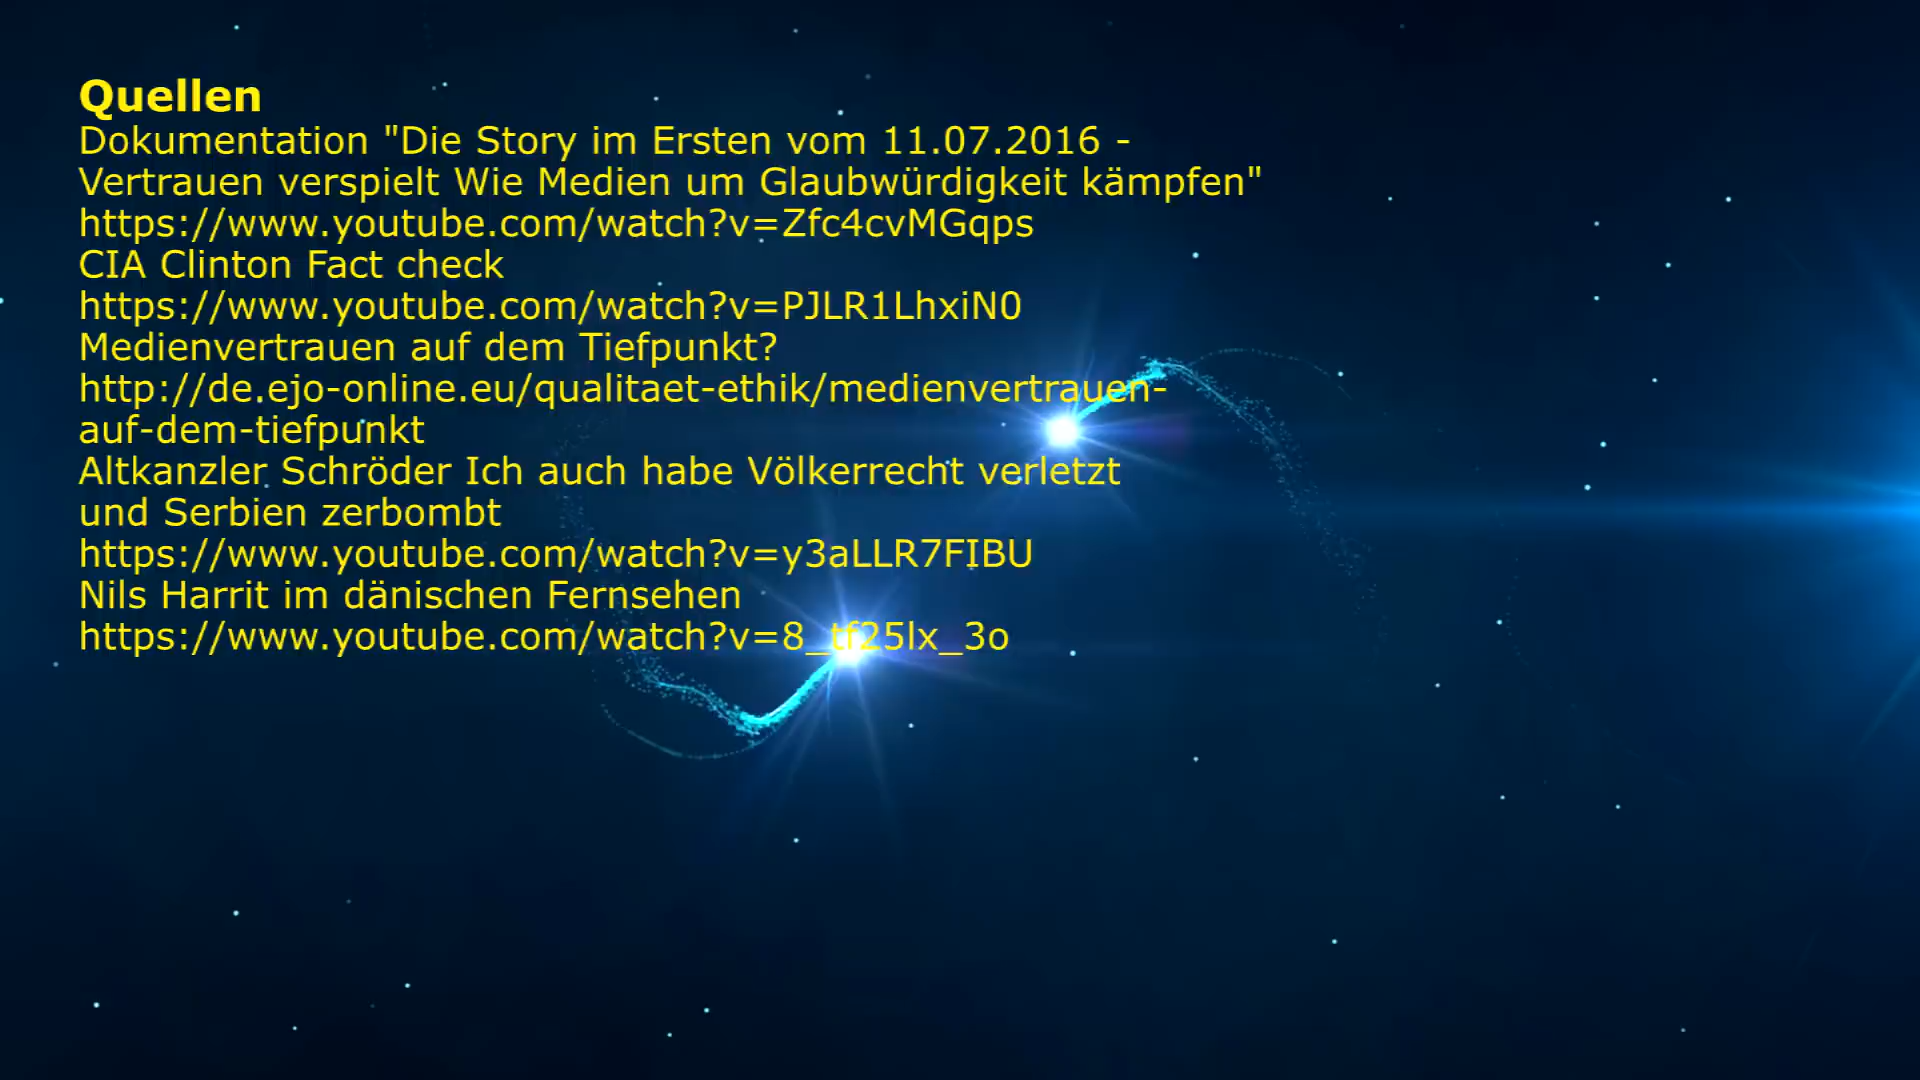 Quellen
Dokumentation "Die Story im Ersten vom 11.07.2016 -
Vertrauen verspielt Wie Medien um Glaubwürdigkeit kämpfen"
https://www.youtube.com/watch?v=Zfc4cvMGqps
CIA Clinton Fact check
https://www.youtube.com/watch?v=PJLR1LhxiN0
Medienvertrauen auf dem Tiefpunkt?
http://de.ejo-online.eu/qualitaet-ethik/medienvertrauen-
auf-dem-tiefpunkt
Altkanzler Schröder Ich auch habe Völkerrecht verletzt
und Serbien zerbombt
https://www.youtube.com/watch?v=y3aLLR7FIBU
Nils Harrit im dänischen Fernsehen
https://www.youtube.com/watch?v=8_tf25lx_3o